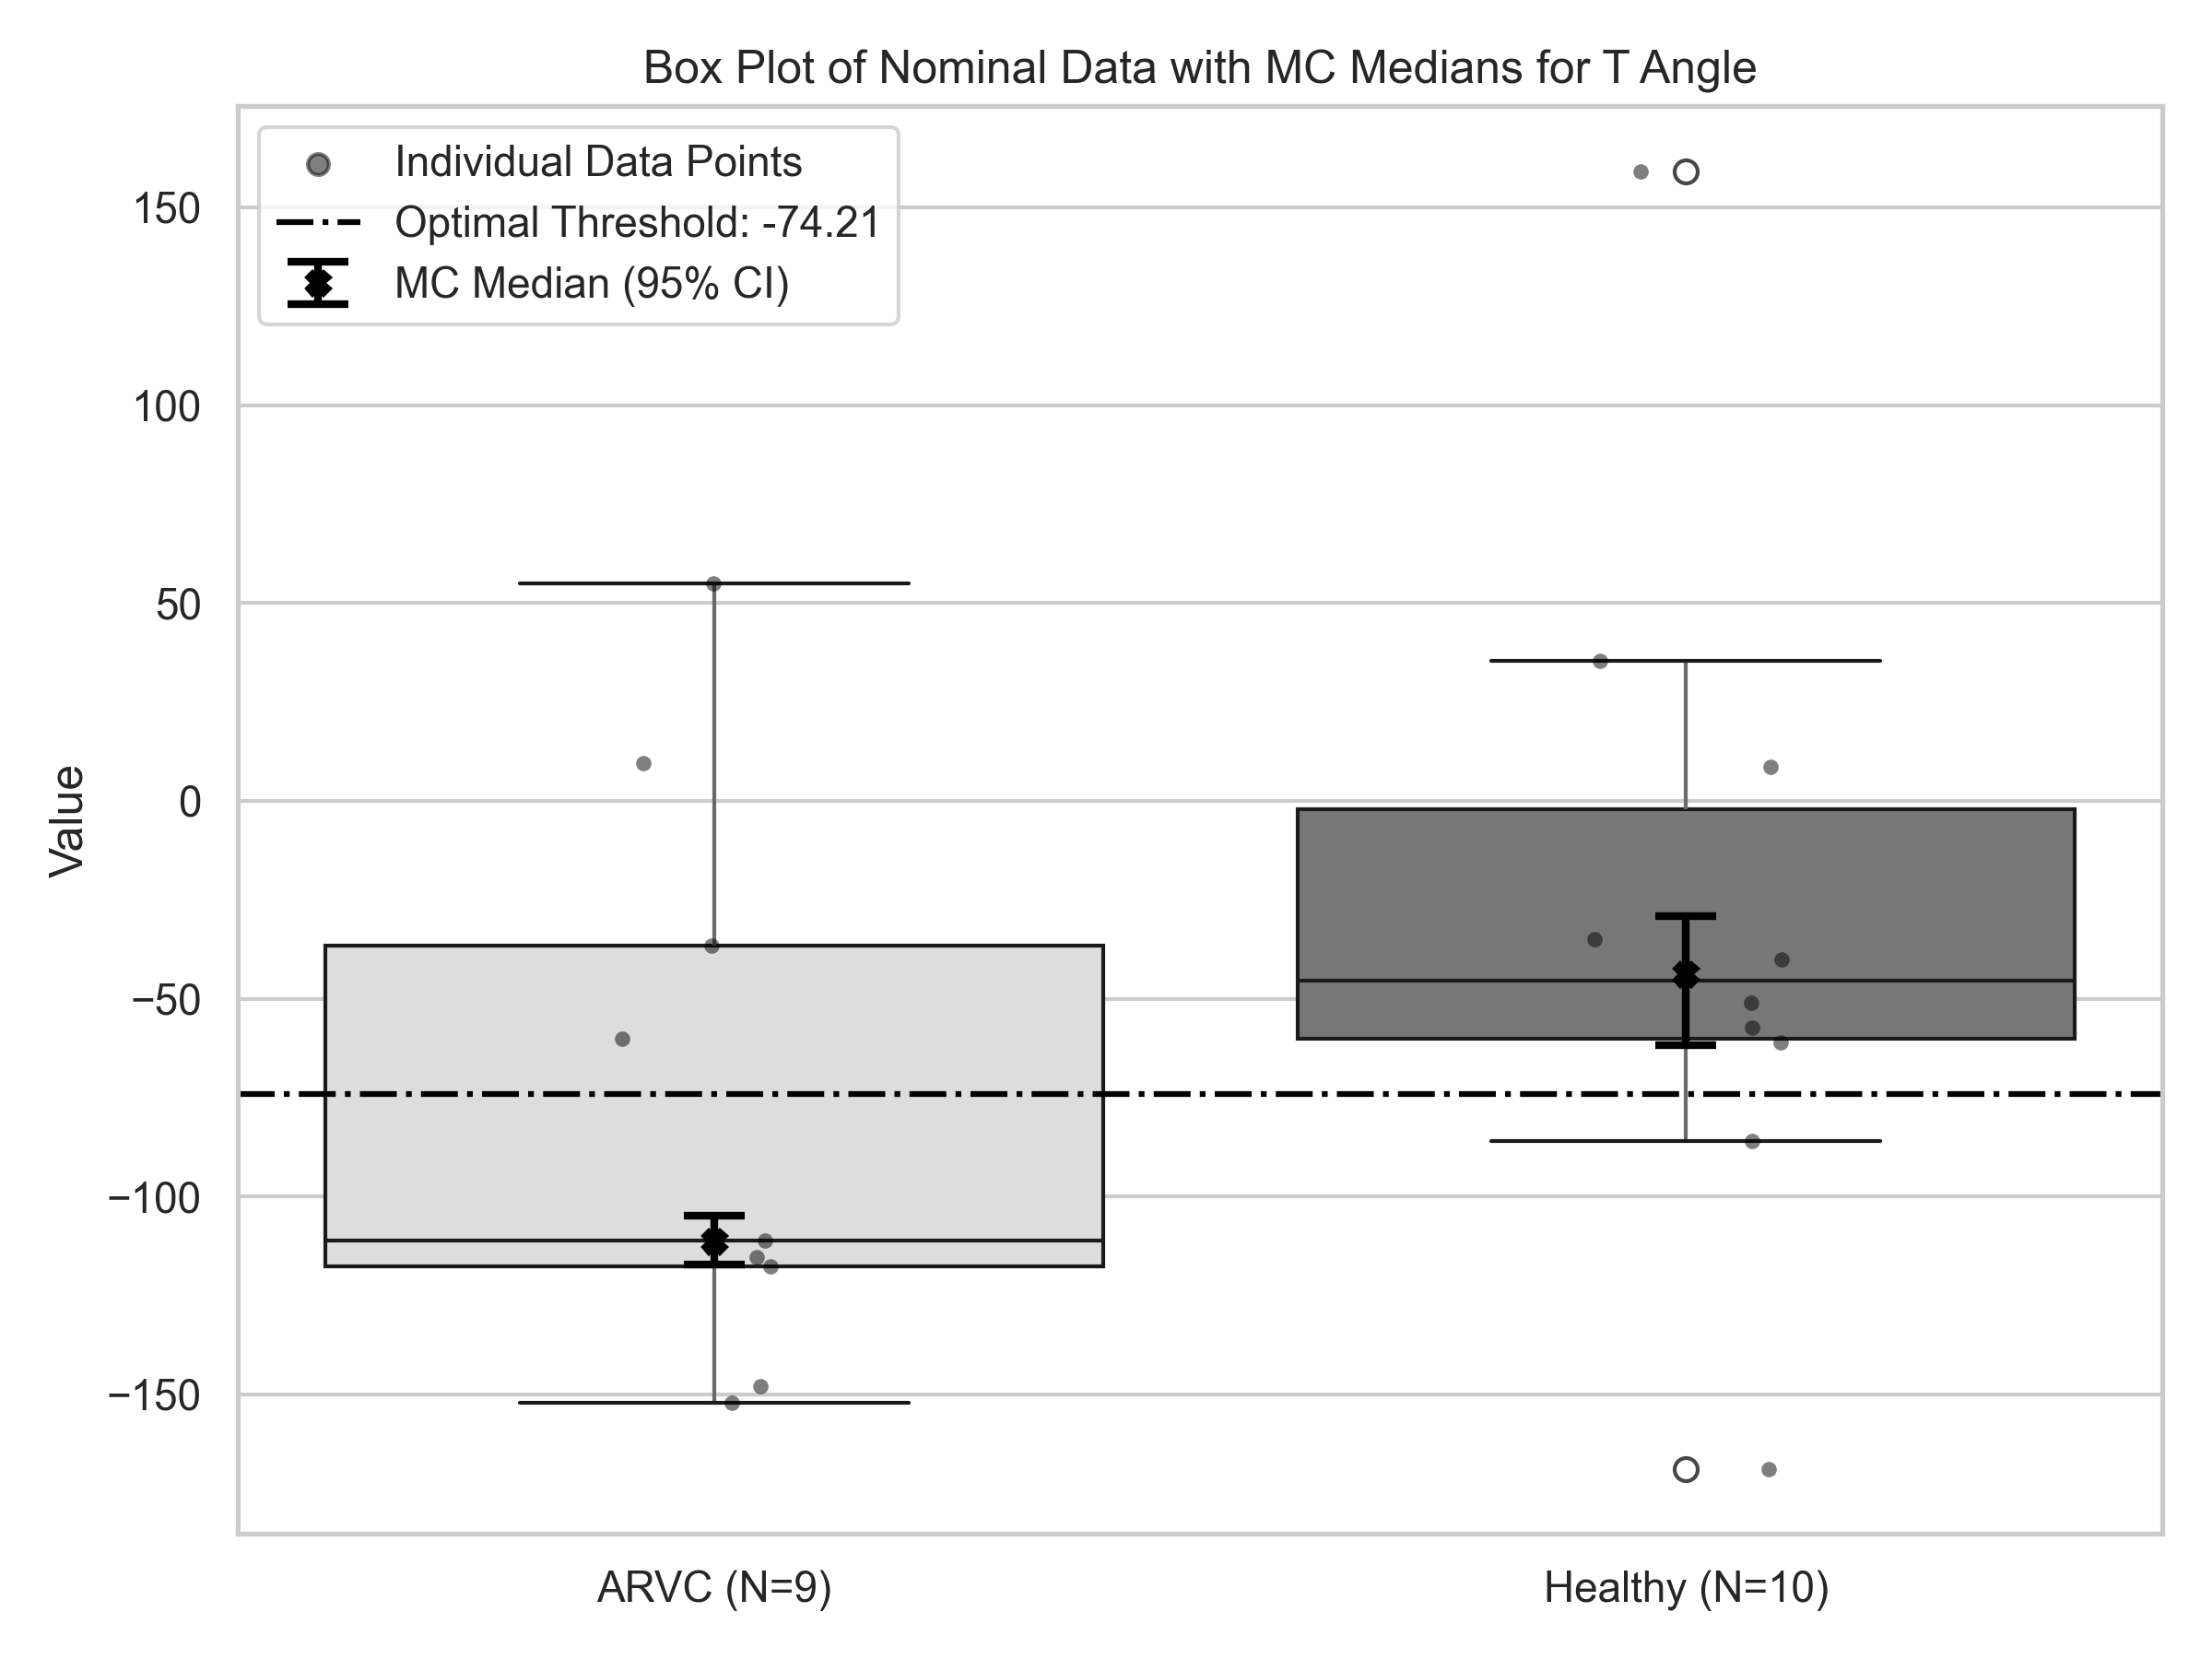 Box Plot of Nominal Data with MC Medians for T Angle
Individual Data Points
Optimal Threshold: -74.21
MC Median (95% CI)
Value
150
100
50
0
−50
−100
−150
ARVC (N=9)
Healthy (N=10)